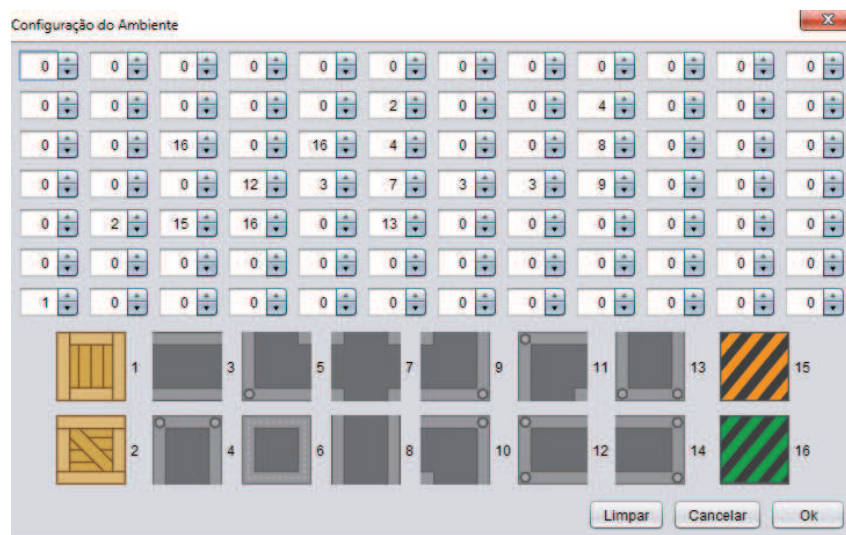 Configuração do Ambiente
x
0 0 0 0 0 0 0 0 0 0 0 0
0 0 0 0 0 2 0 0 4 0 0 0
0 0 16 0 16 4 0 0 8 0 0 0
0 0 0 12 3 7 3 3 9 0 0 0
0 2 15 16 0 13 0 0 0 0 0 0
0 0 0 0 0 0 0 0 0 0 0 0
1 0 0 0 0 0 0 0 0 0 0 0
1 3 5 7 9 11 13 15
2 4 6 8 10 12 14 16
Limpar Cancelar Ok